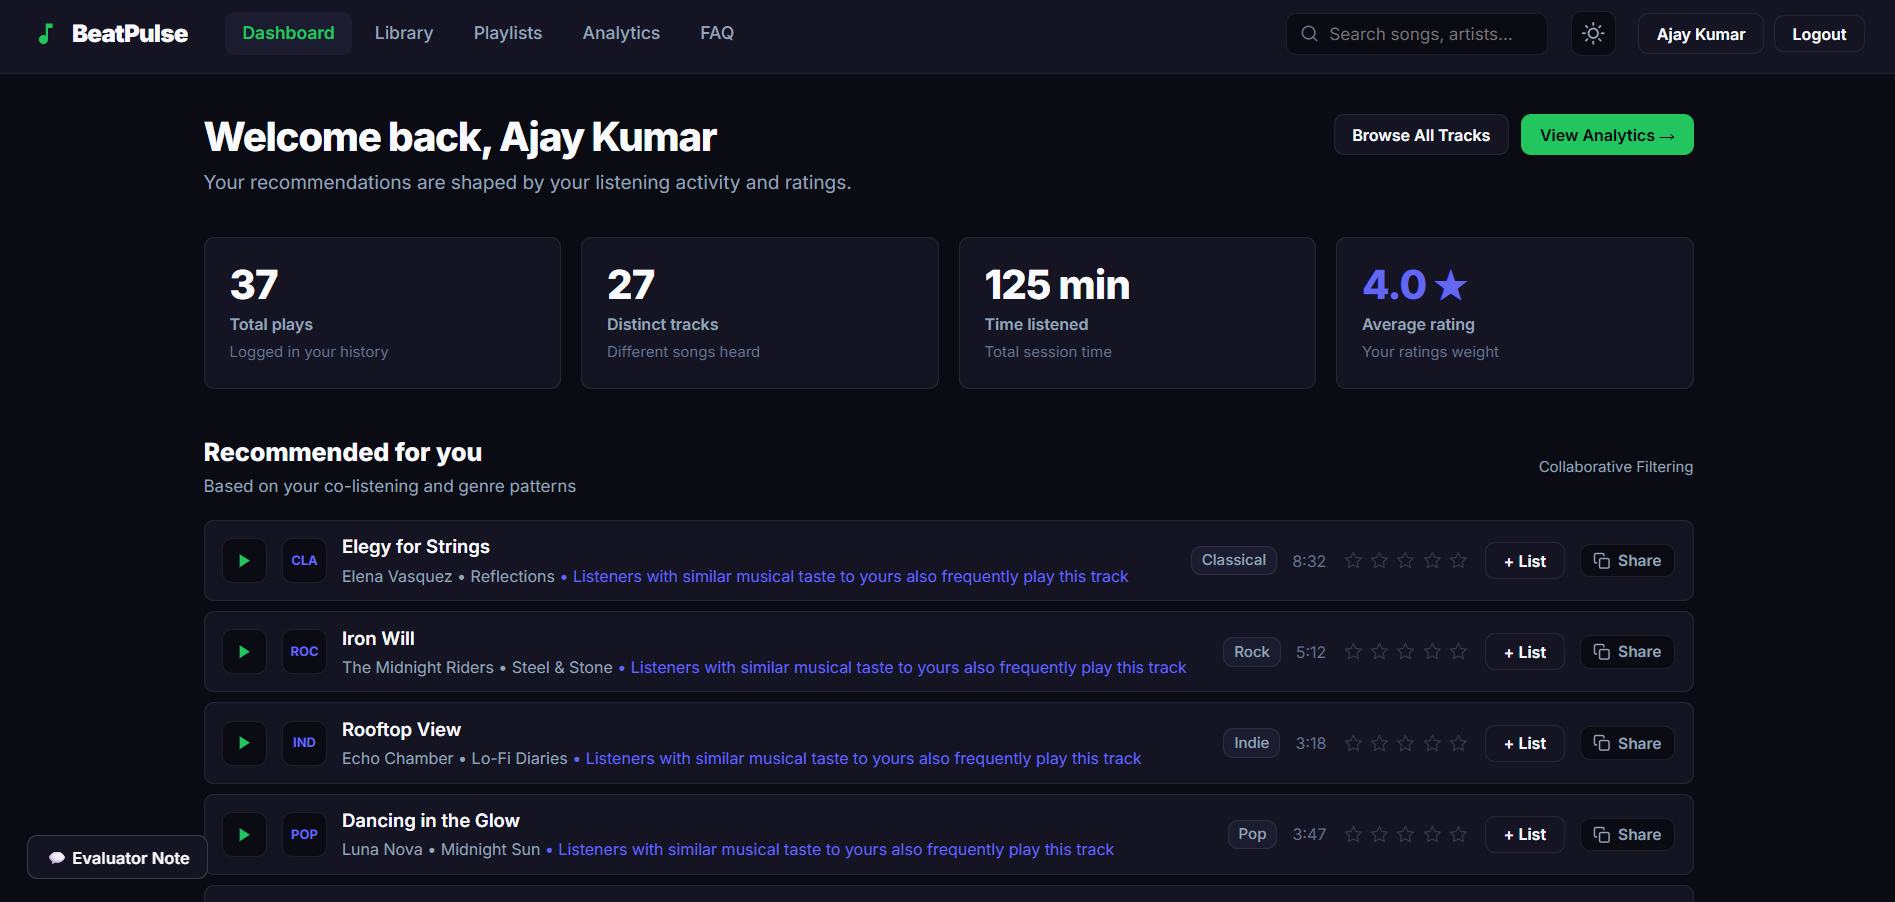 BeatPulse Dashboard Library Playlists Analytics FAQ Search songs, artists... Ajay Kumar Logout
Welcome back, Ajay Kumar
Browse All Tracks View Analytics →
Your recommendations are shaped by your listening activity and ratings.
37
Total plays
Logged in your history
27
Distinct tracks
Different songs heard
125 min
Time listened
Total session time
4.0 ★
Average rating
Your ratings weight
Recommended for you
Collaborative Filtering
Based on your co-listening and genre patterns
CLA
Elegy for Strings
Elena Vasquez • Reflections • Listeners with similar musical taste to yours also frequently play this track
Classical 8:32 + List Share
ROC
Iron Will
The Midnight Riders • Steel & Stone • Listeners with similar musical taste to yours also frequently play this track
Rock 5:12 + List Share
IND
Rooftop View
Echo Chamber • Lo-Fi Diaries • Listeners with similar musical taste to yours also frequently play this track
Indie 3:18 + List Share
POP
Dancing in the Glow
Luna Nova • Midnight Sun • Listeners with similar musical taste to yours also frequently play this track
Pop 3:47 + List Share
Evaluator Note